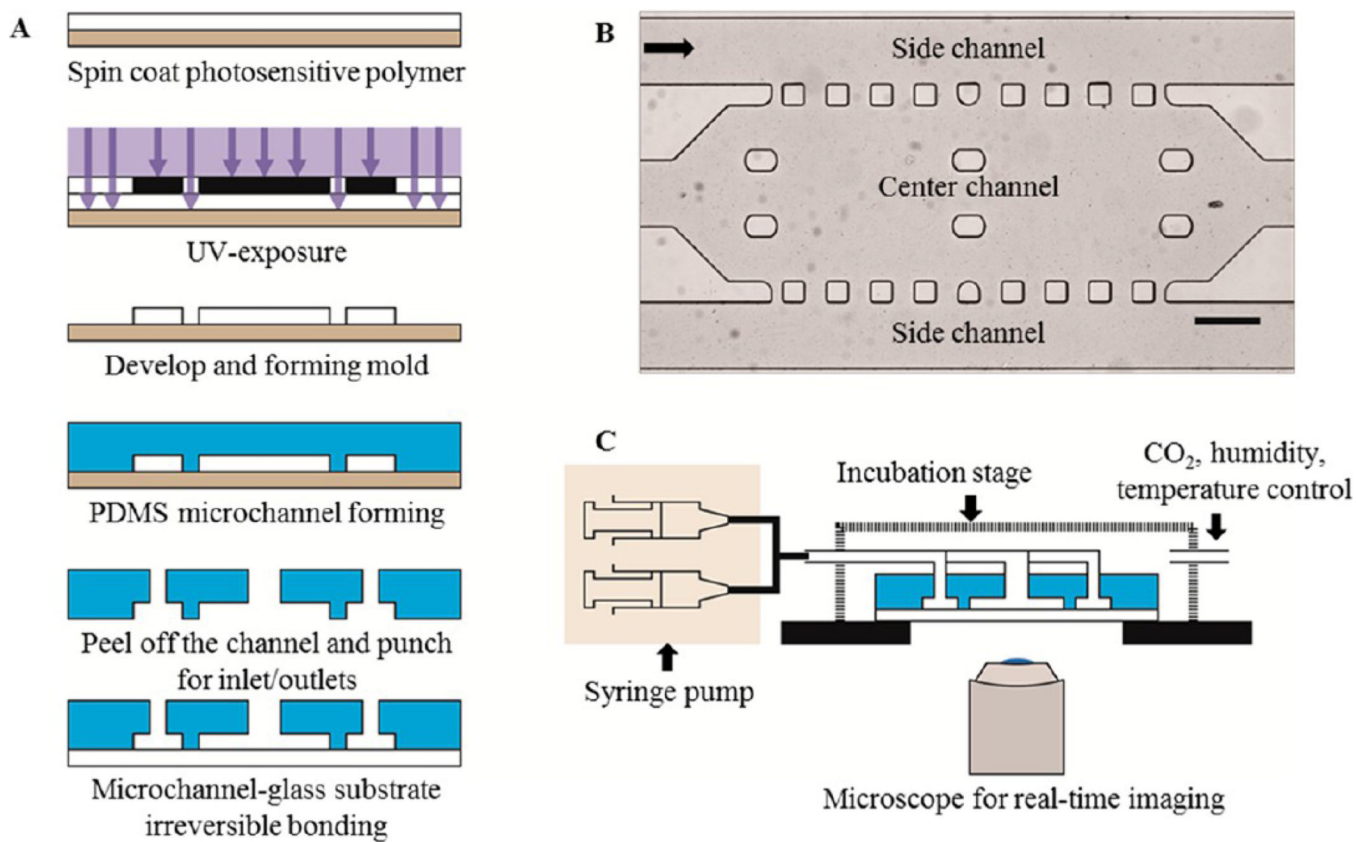 A
Spin coat photosensitive polymer
UV-exposure
Develop and forming mold
PDMS microchannel forming
Peel off the channel and punch
for inlet/outlets
Microchannel-glass substrate
irreversible bonding
B
Side channel
Center channel
Side channel
C
Incubation stage
CO₂, humidity,
temperature control
Syringe pump
Microscope for real-time imaging